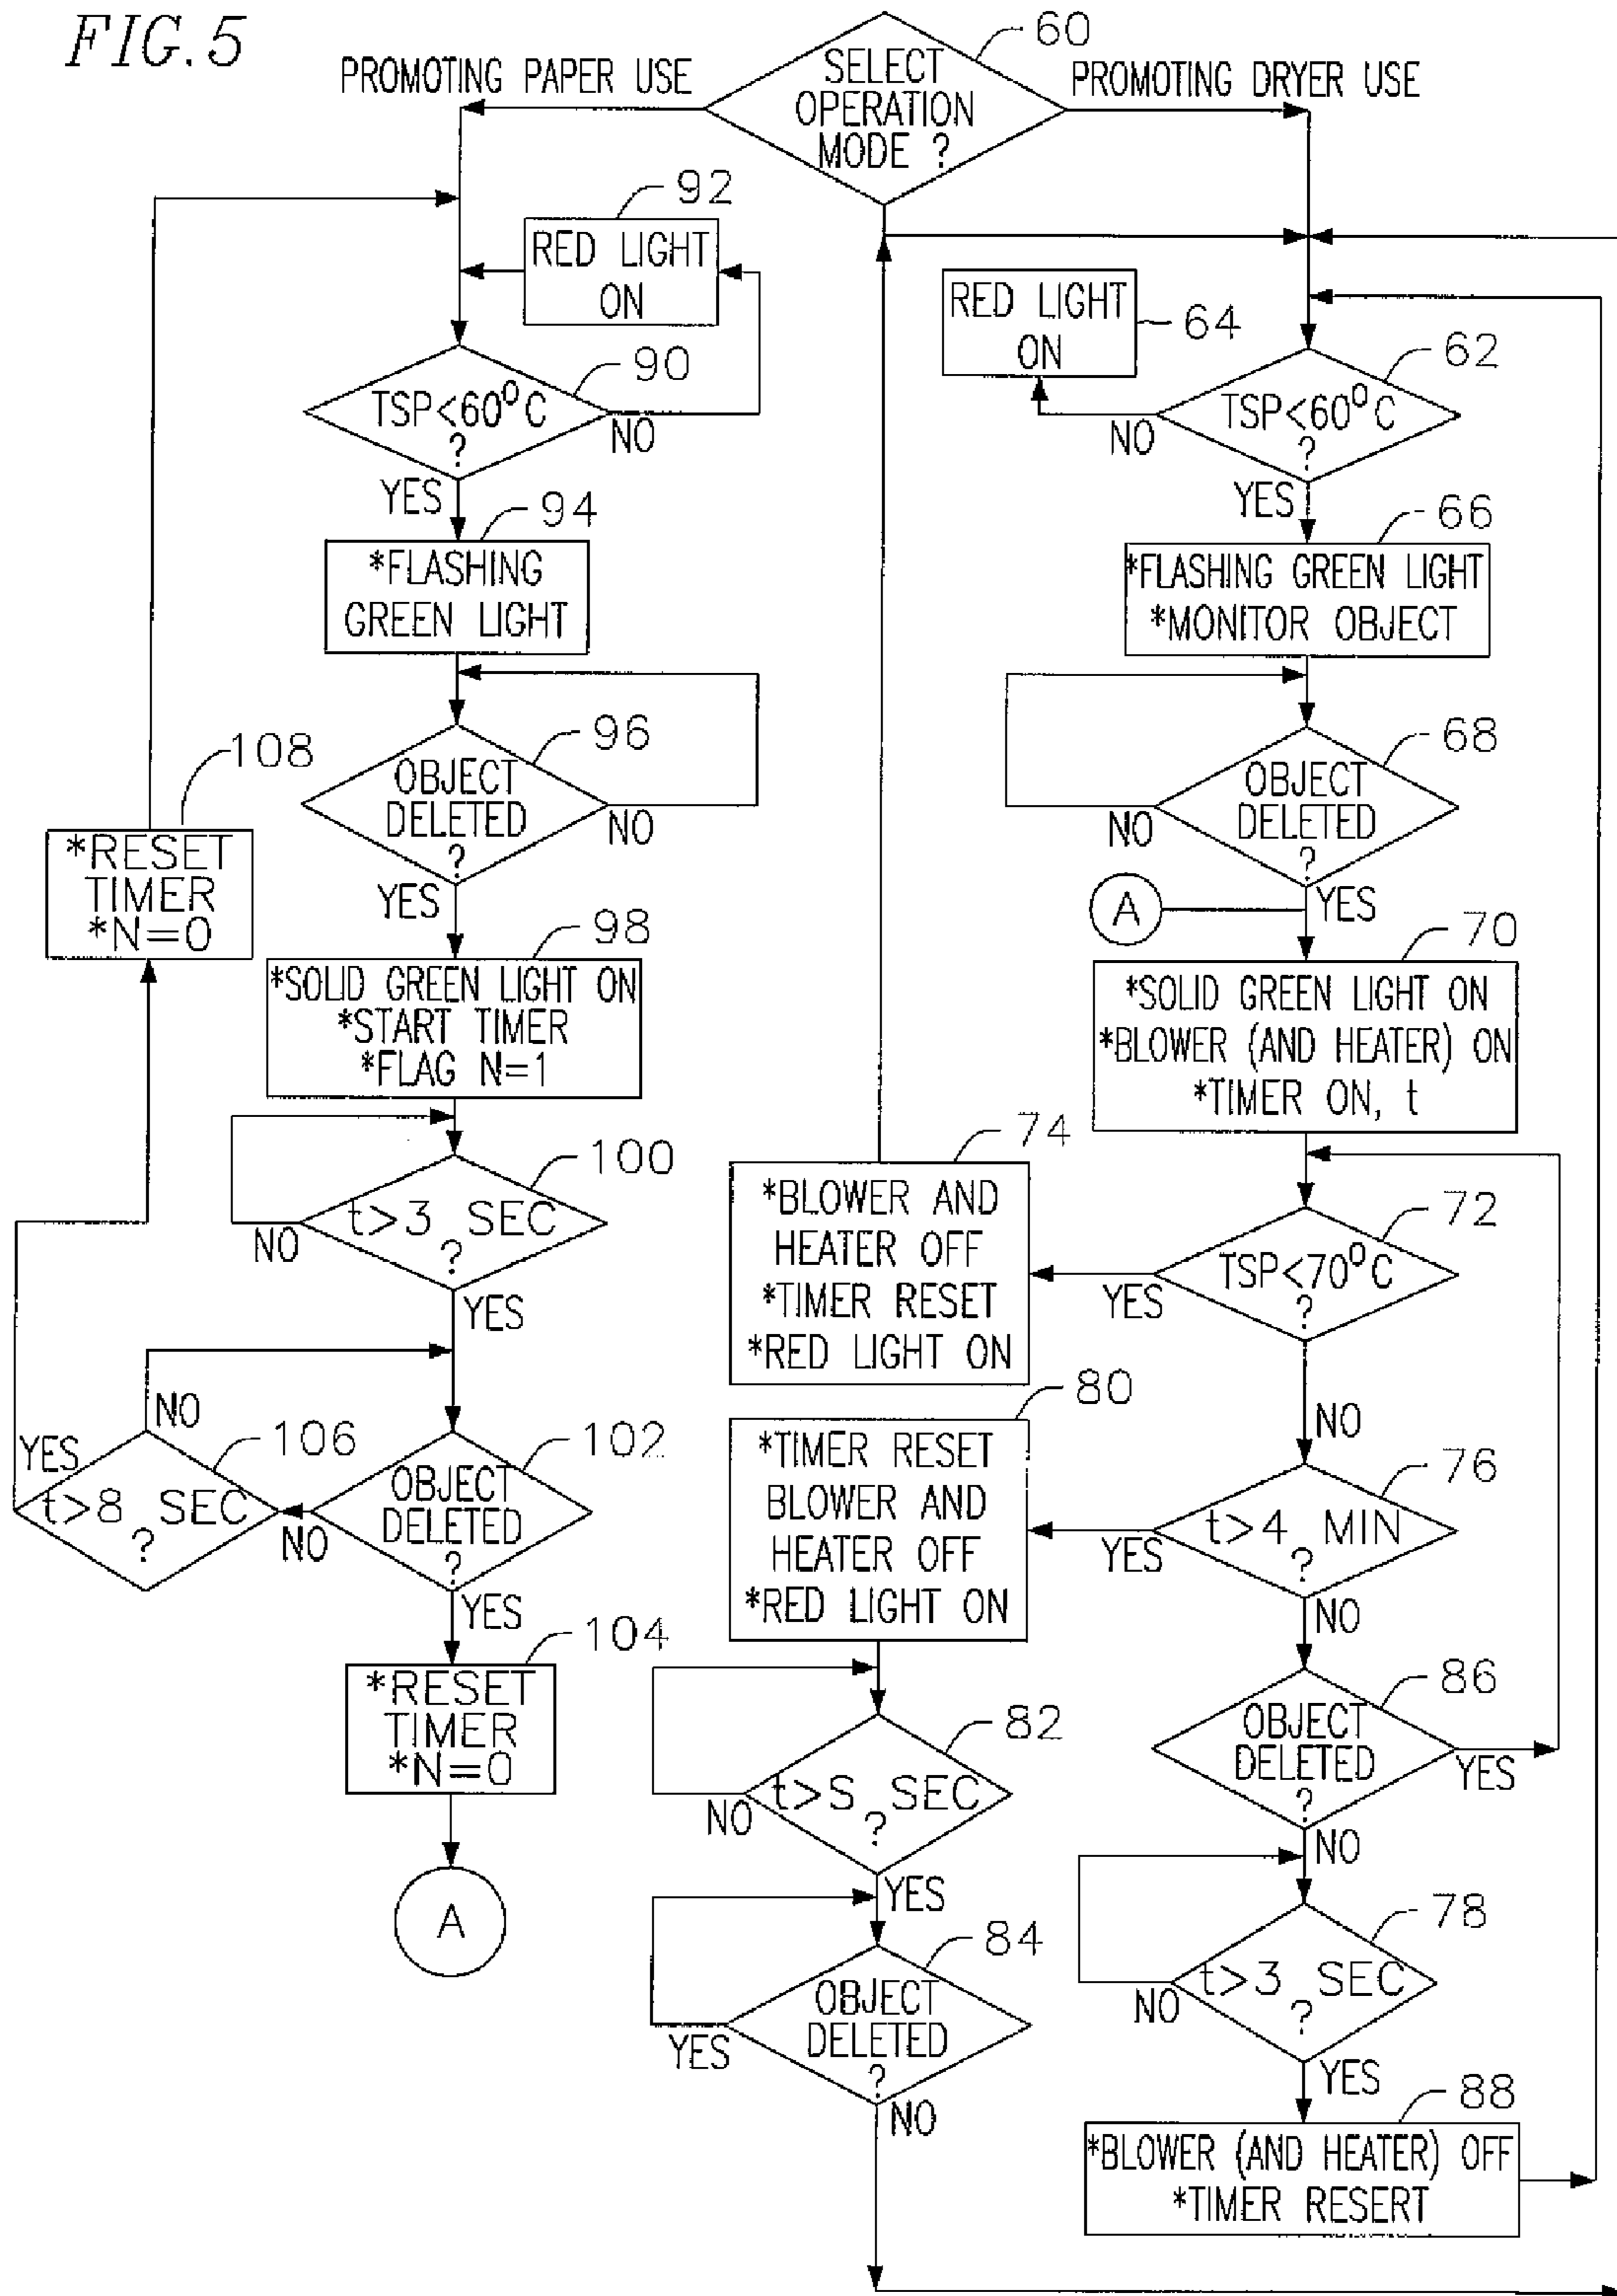 FIG. 5
60
SELECT
OPERATION
MODE ?
PROMOTING PAPER USE
PROMOTING DRYER USE
92
RED LIGHT
ON
90
TSP<60°C
?
NO
YES
94
*FLASHING
GREEN LIGHT
96
OBJECT
DELETED
?
NO
YES
98
*SOLID GREEN LIGHT ON
*START TIMER
*FLAG N=1
100
t>3 SEC
?
NO
YES
102
OBJECT
DELETED
?
NO
YES
106
t>8 SEC
?
NO
YES
108
*RESET
TIMER
*N=0
104
*RESET
TIMER
*N=0
A
RED LIGHT
ON
64
62
TSP<60°C
?
NO
YES
66
*FLASHING GREEN LIGHT
*MONITOR OBJECT
68
OBJECT
DELETED
?
NO
YES
A
70
*SOLID GREEN LIGHT ON
*BLOWER (AND HEATER) ON
*TIMER ON, t
72
TSP<70°C
?
YES
NO
74
*BLOWER AND
HEATER OFF
*TIMER RESET
*RED LIGHT ON
76
t>4 MIN
?
YES
NO
80
*TIMER RESET
BLOWER AND
HEATER OFF
*RED LIGHT ON
82
t>S SEC
?
NO
YES
84
OBJECT
DELETED
?
YES
NO
86
OBJECT
DELETED
?
YES
NO
78
t>3 SEC
?
NO
YES
88
*BLOWER (AND HEATER) OFF
*TIMER RESERT